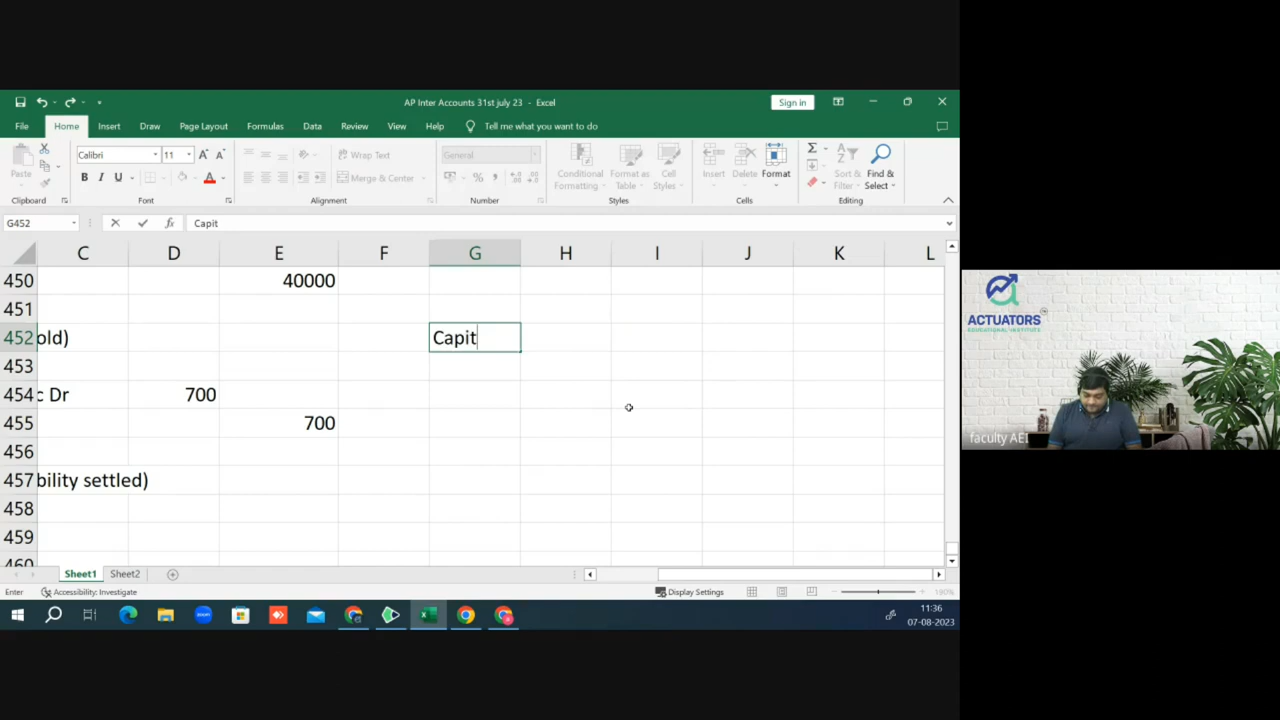 AP Inter Accounts 31st july 23 - Excel
Sign in
File Home Insert Draw Page Layout Formulas Data Review View Help Tell me what you want to do
Paste
Calibri 11 A A
B I U A
Wrap Text
Merge & Center
General
% ,
Conditional Formatting
Format as Table
Cell Styles
Insert Delete Format
Sort & Filter
Find & Select
Clipboard Font Alignment Number Styles Cells Editing
G452 fx Capit
C D E F G H I J K L
450 40000
451
452 old) Capit
453
454 c Dr 700
455 700
456
457 bility settled)
458
459
460
Sheet1 Sheet2
Enter Accessibility: Investigate Display Settings 190%
11:36
07-08-2023
ACTUATORS
EDUCATIONAL INSTITUTE
faculty AEI